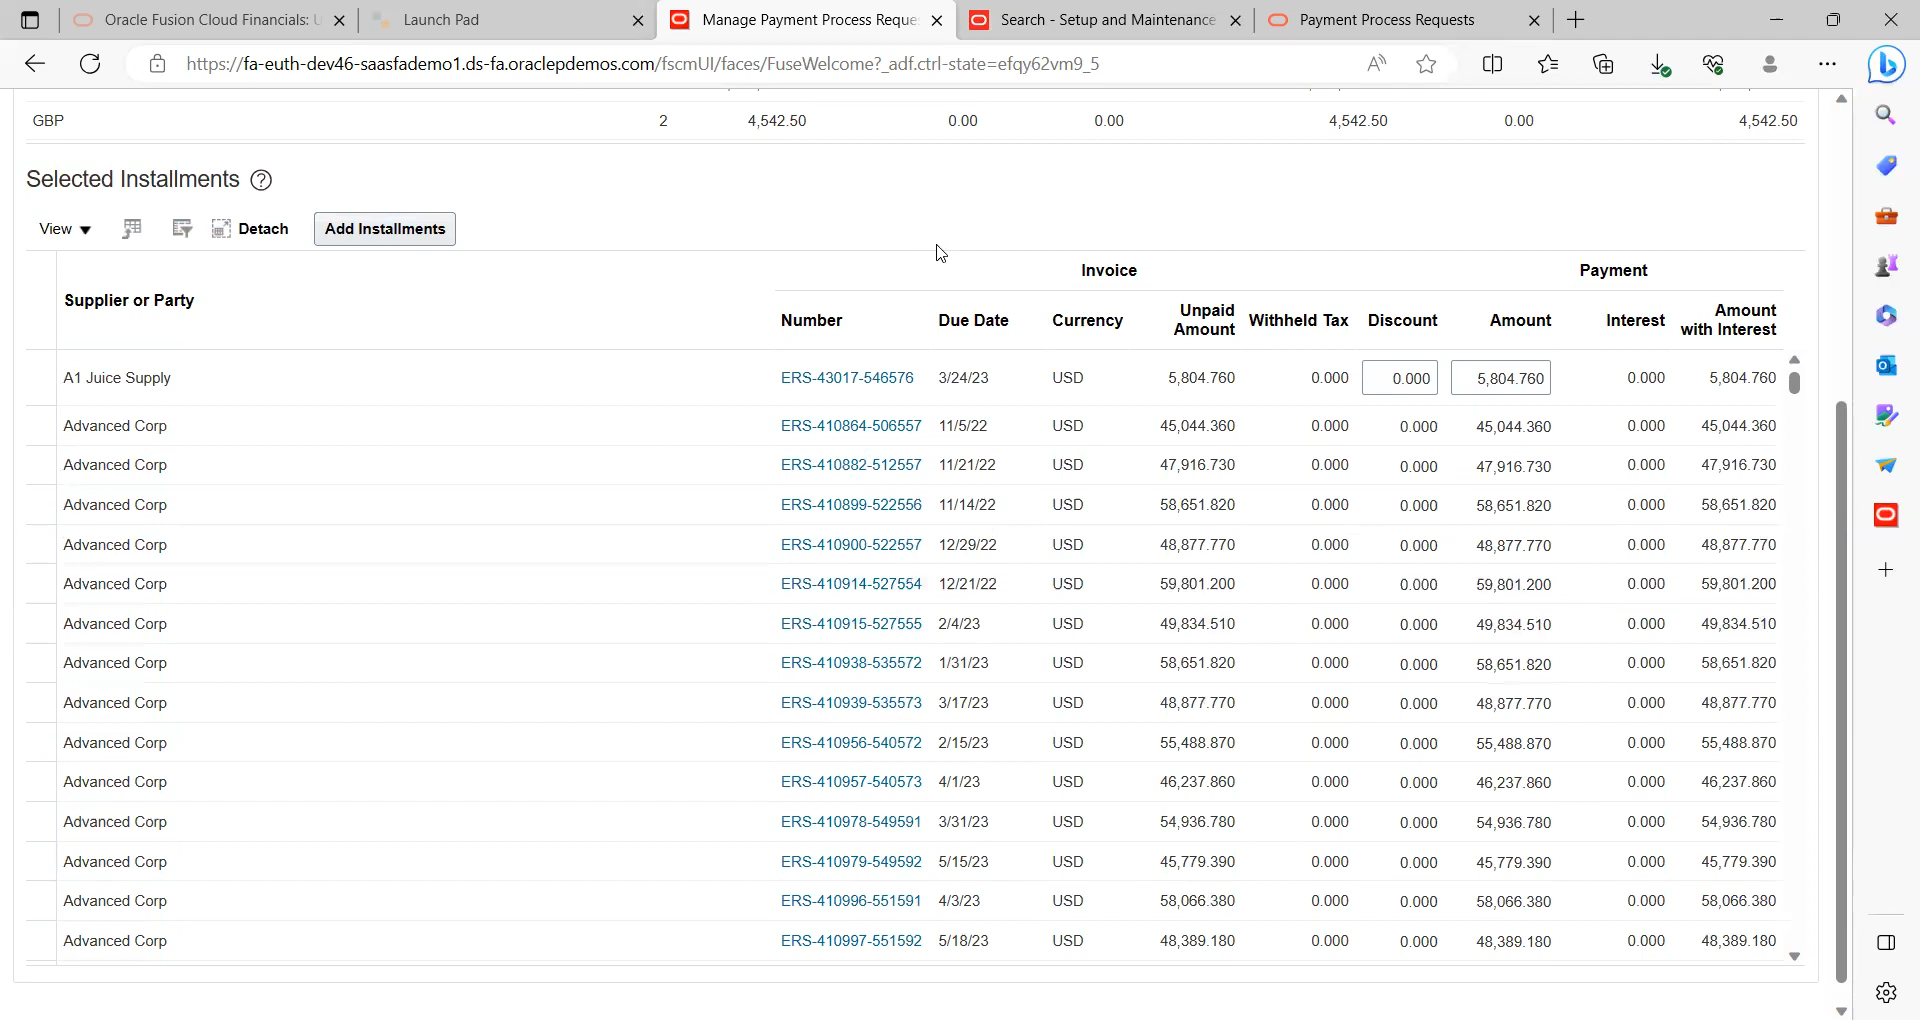 Oracle Fusion Cloud Financials: U
Launch Pad
Manage Payment Process Reque
Search - Setup and Maintenance
Payment Process Requests
https://fa-euth-dev46-saasfademo1.ds-fa.oraclepdemos.com/fscmUI/faces/FuseWelcome?_adf.ctrl-state=efqy62vm9_5
GBP 2 4,542.50 0.00 0.00 4,542.50 0.00 4,542.50
Selected Installments ?
View Detach Add Installments
Invoice Payment
Supplier or Party Number Due Date Currency Unpaid Amount Withheld Tax Discount Amount Interest Amount with Interest
A1 Juice Supply ERS-43017-546576 3/24/23 USD 5,804.760 0.000 0.000 5,804.760 0.000 5,804.760
Advanced Corp ERS-410864-506557 11/5/22 USD 45,044.360 0.000 0.000 45,044.360 0.000 45,044.360
Advanced Corp ERS-410882-512557 11/21/22 USD 47,916.730 0.000 0.000 47,916.730 0.000 47,916.730
Advanced Corp ERS-410899-522556 11/14/22 USD 58,651.820 0.000 0.000 58,651.820 0.000 58,651.820
Advanced Corp ERS-410900-522557 12/29/22 USD 48,877.770 0.000 0.000 48,877.770 0.000 48,877.770
Advanced Corp ERS-410914-527554 12/21/22 USD 59,801.200 0.000 0.000 59,801.200 0.000 59,801.200
Advanced Corp ERS-410915-527555 2/4/23 USD 49,834.510 0.000 0.000 49,834.510 0.000 49,834.510
Advanced Corp ERS-410938-535572 1/31/23 USD 58,651.820 0.000 0.000 58,651.820 0.000 58,651.820
Advanced Corp ERS-410939-535573 3/17/23 USD 48,877.770 0.000 0.000 48,877.770 0.000 48,877.770
Advanced Corp ERS-410956-540572 2/15/23 USD 55,488.870 0.000 0.000 55,488.870 0.000 55,488.870
Advanced Corp ERS-410957-540573 4/1/23 USD 46,237.860 0.000 0.000 46,237.860 0.000 46,237.860
Advanced Corp ERS-410978-549591 3/31/23 USD 54,936.780 0.000 0.000 54,936.780 0.000 54,936.780
Advanced Corp ERS-410979-549592 5/15/23 USD 45,779.390 0.000 0.000 45,779.390 0.000 45,779.390
Advanced Corp ERS-410996-551591 4/3/23 USD 58,066.380 0.000 0.000 58,066.380 0.000 58,066.380
Advanced Corp ERS-410997-551592 5/18/23 USD 48,389.180 0.000 0.000 48,389.180 0.000 48,389.180